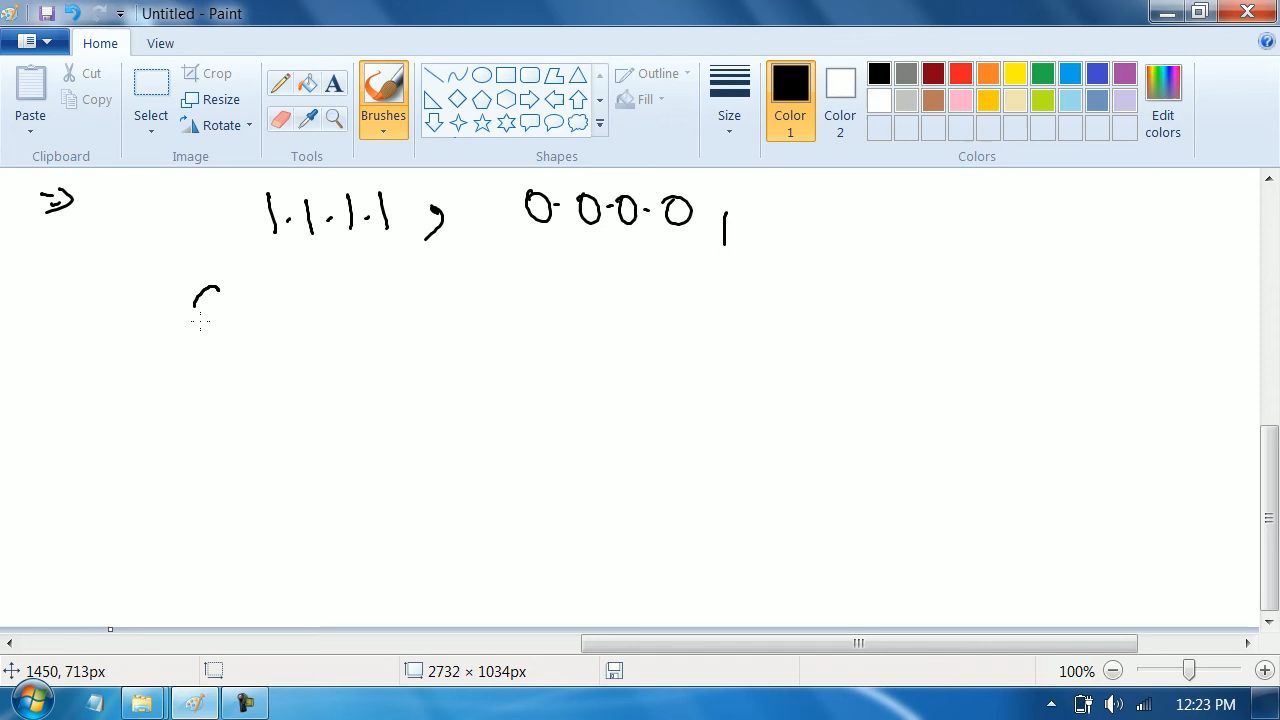 Untitled - Paint
Home View
Paste Cut Copy
Select Crop Resize Rotate
Brushes
Outline Fill
Size
Color 1 Color 2
Edit colors
Clipboard Image Tools Shapes Colors
⇒ 1.1.1.1 , 0.0.0.0 ,
1450, 713px 2732 × 1034px 100%
12:23 PM